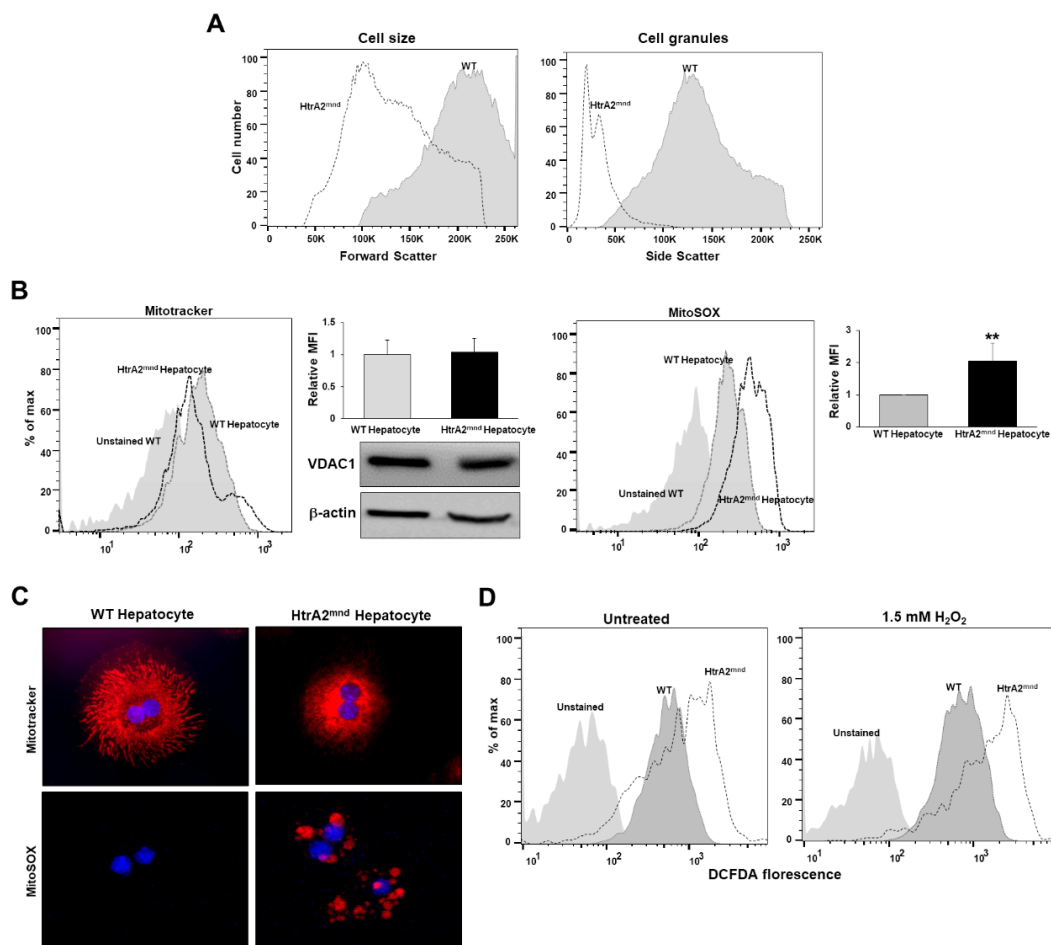 A
Cell size
Cell granules
Cell number
100
80
60
40
20
0
HtrA2mnd
WT
50K 100K 150K 200K 250K
Forward Scatter
100
80
60
40
20
0
HtrA2mnd
WT
0 50K 100K 150K 200K 250K
Side Scatter
B
Mitotracker
% of max
100
80
60
40
20
0
HtrA2mnd Hepatocyte
WT Hepatocyte
Unstained WT
10¹ 10² 10³
Relative MFI
1.5
1
0.5
0
WT Hepatocyte HtrA2mnd Hepatocyte
VDAC1
β-actin
MitoSOX
100
80
60
40
20
0
WT Hepatocyte
Unstained WT
HtrA2mnd Hepatocyte
10¹ 10² 10³
Relative MFI
3
2
1
0
**
WT Hepatocyte HtrA2mnd Hepatocyte
C
WT Hepatocyte
HtrA2mnd Hepatocyte
Mitotracker
MitoSOX
D
Untreated
1.5 mM H₂O₂
% of max
100
80
60
40
20
0
Unstained
WT
HtrA2mnd
10¹ 10² 10³
100
80
60
40
20
0
Unstained
WT
HtrA2mnd
10¹ 10² 10³
DCFDA florescence